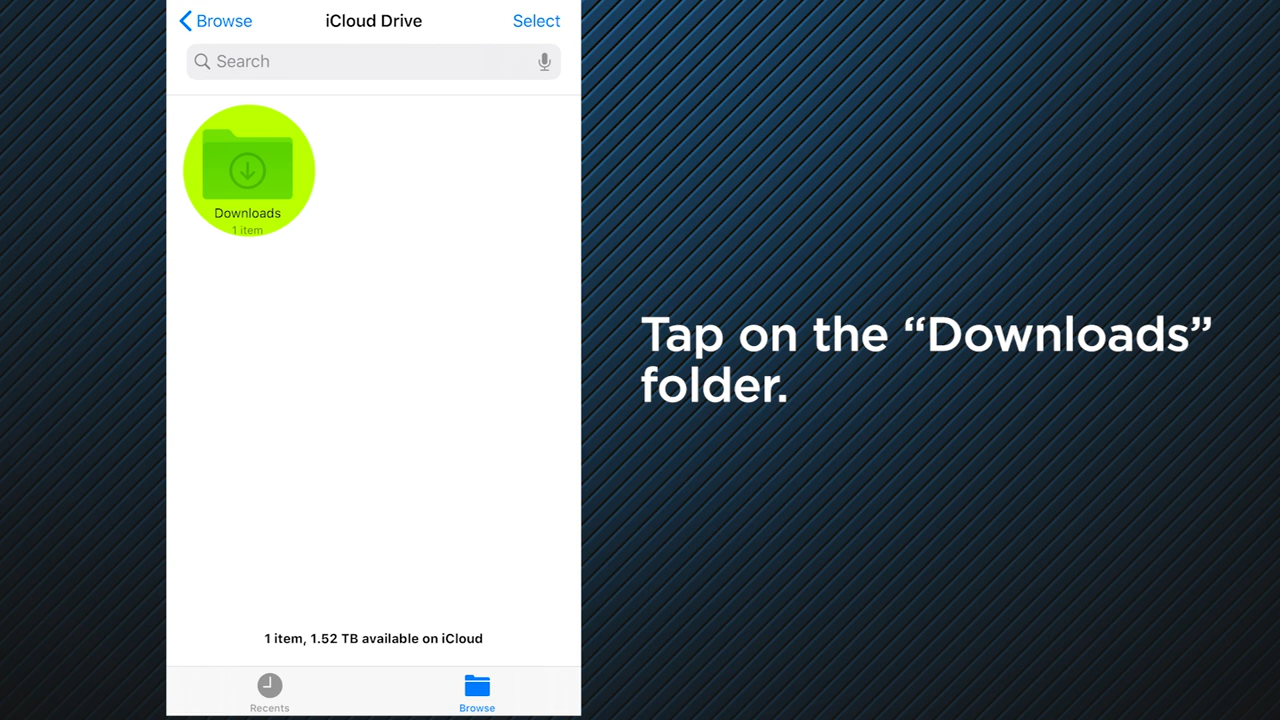 Browse
iCloud Drive
Select
Search
Downloads
1 item
Tap on the “Downloads”
folder.
1 item, 1.52 TB available on iCloud
Recents
Browse